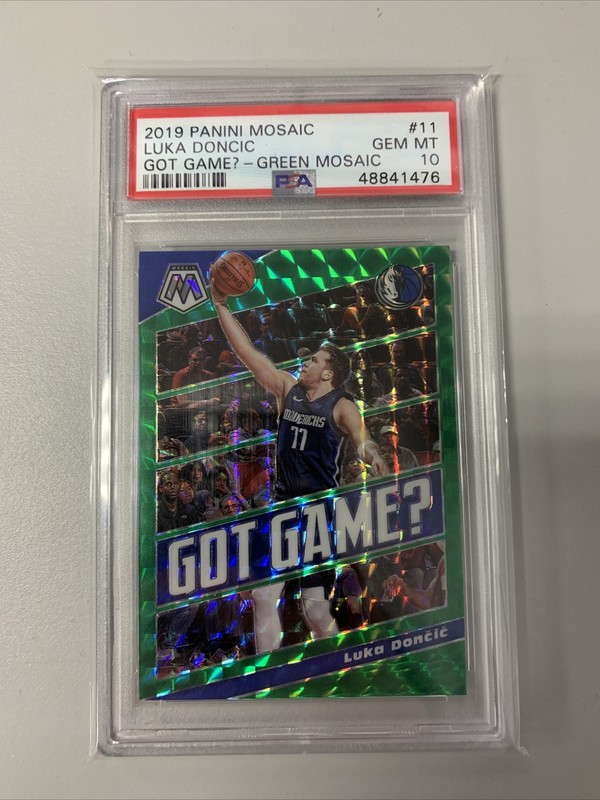 2019 PANINI MOSAIC #11
LUKA DONCIC GEM MT
GOT GAME? – GREEN MOSAIC 10
PSA 48841476
MOSAIC
M
MAVERICKS
77
GOT GAME?
Luka Dončić